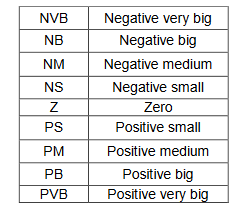 NVB Negative very big
NB Negative big
NM Negative medium
NS Negative small
Z Zero
PS Positive small
PM Positive medium
PB Positive big
PVB Positive very big